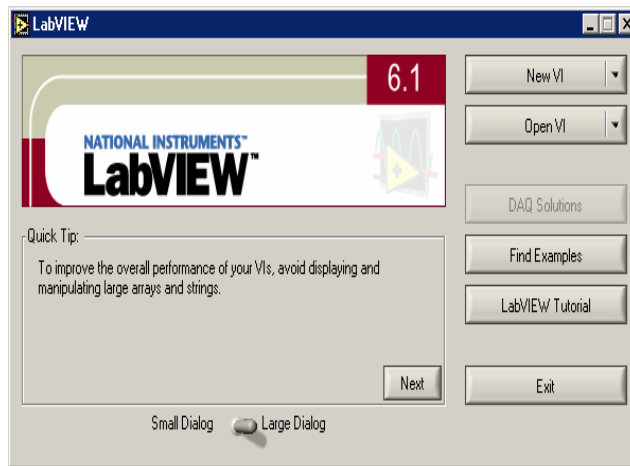 LabVIEW
6.1
NATIONAL INSTRUMENTS™
LabVIEW™
New VI
Open VI
DAQ Solutions
Find Examples
LabVIEW Tutorial
Exit
Quick Tip:
To improve the overall performance of your VIs, avoid displaying and
manipulating large arrays and strings.
Next
Small Dialog
Large Dialog